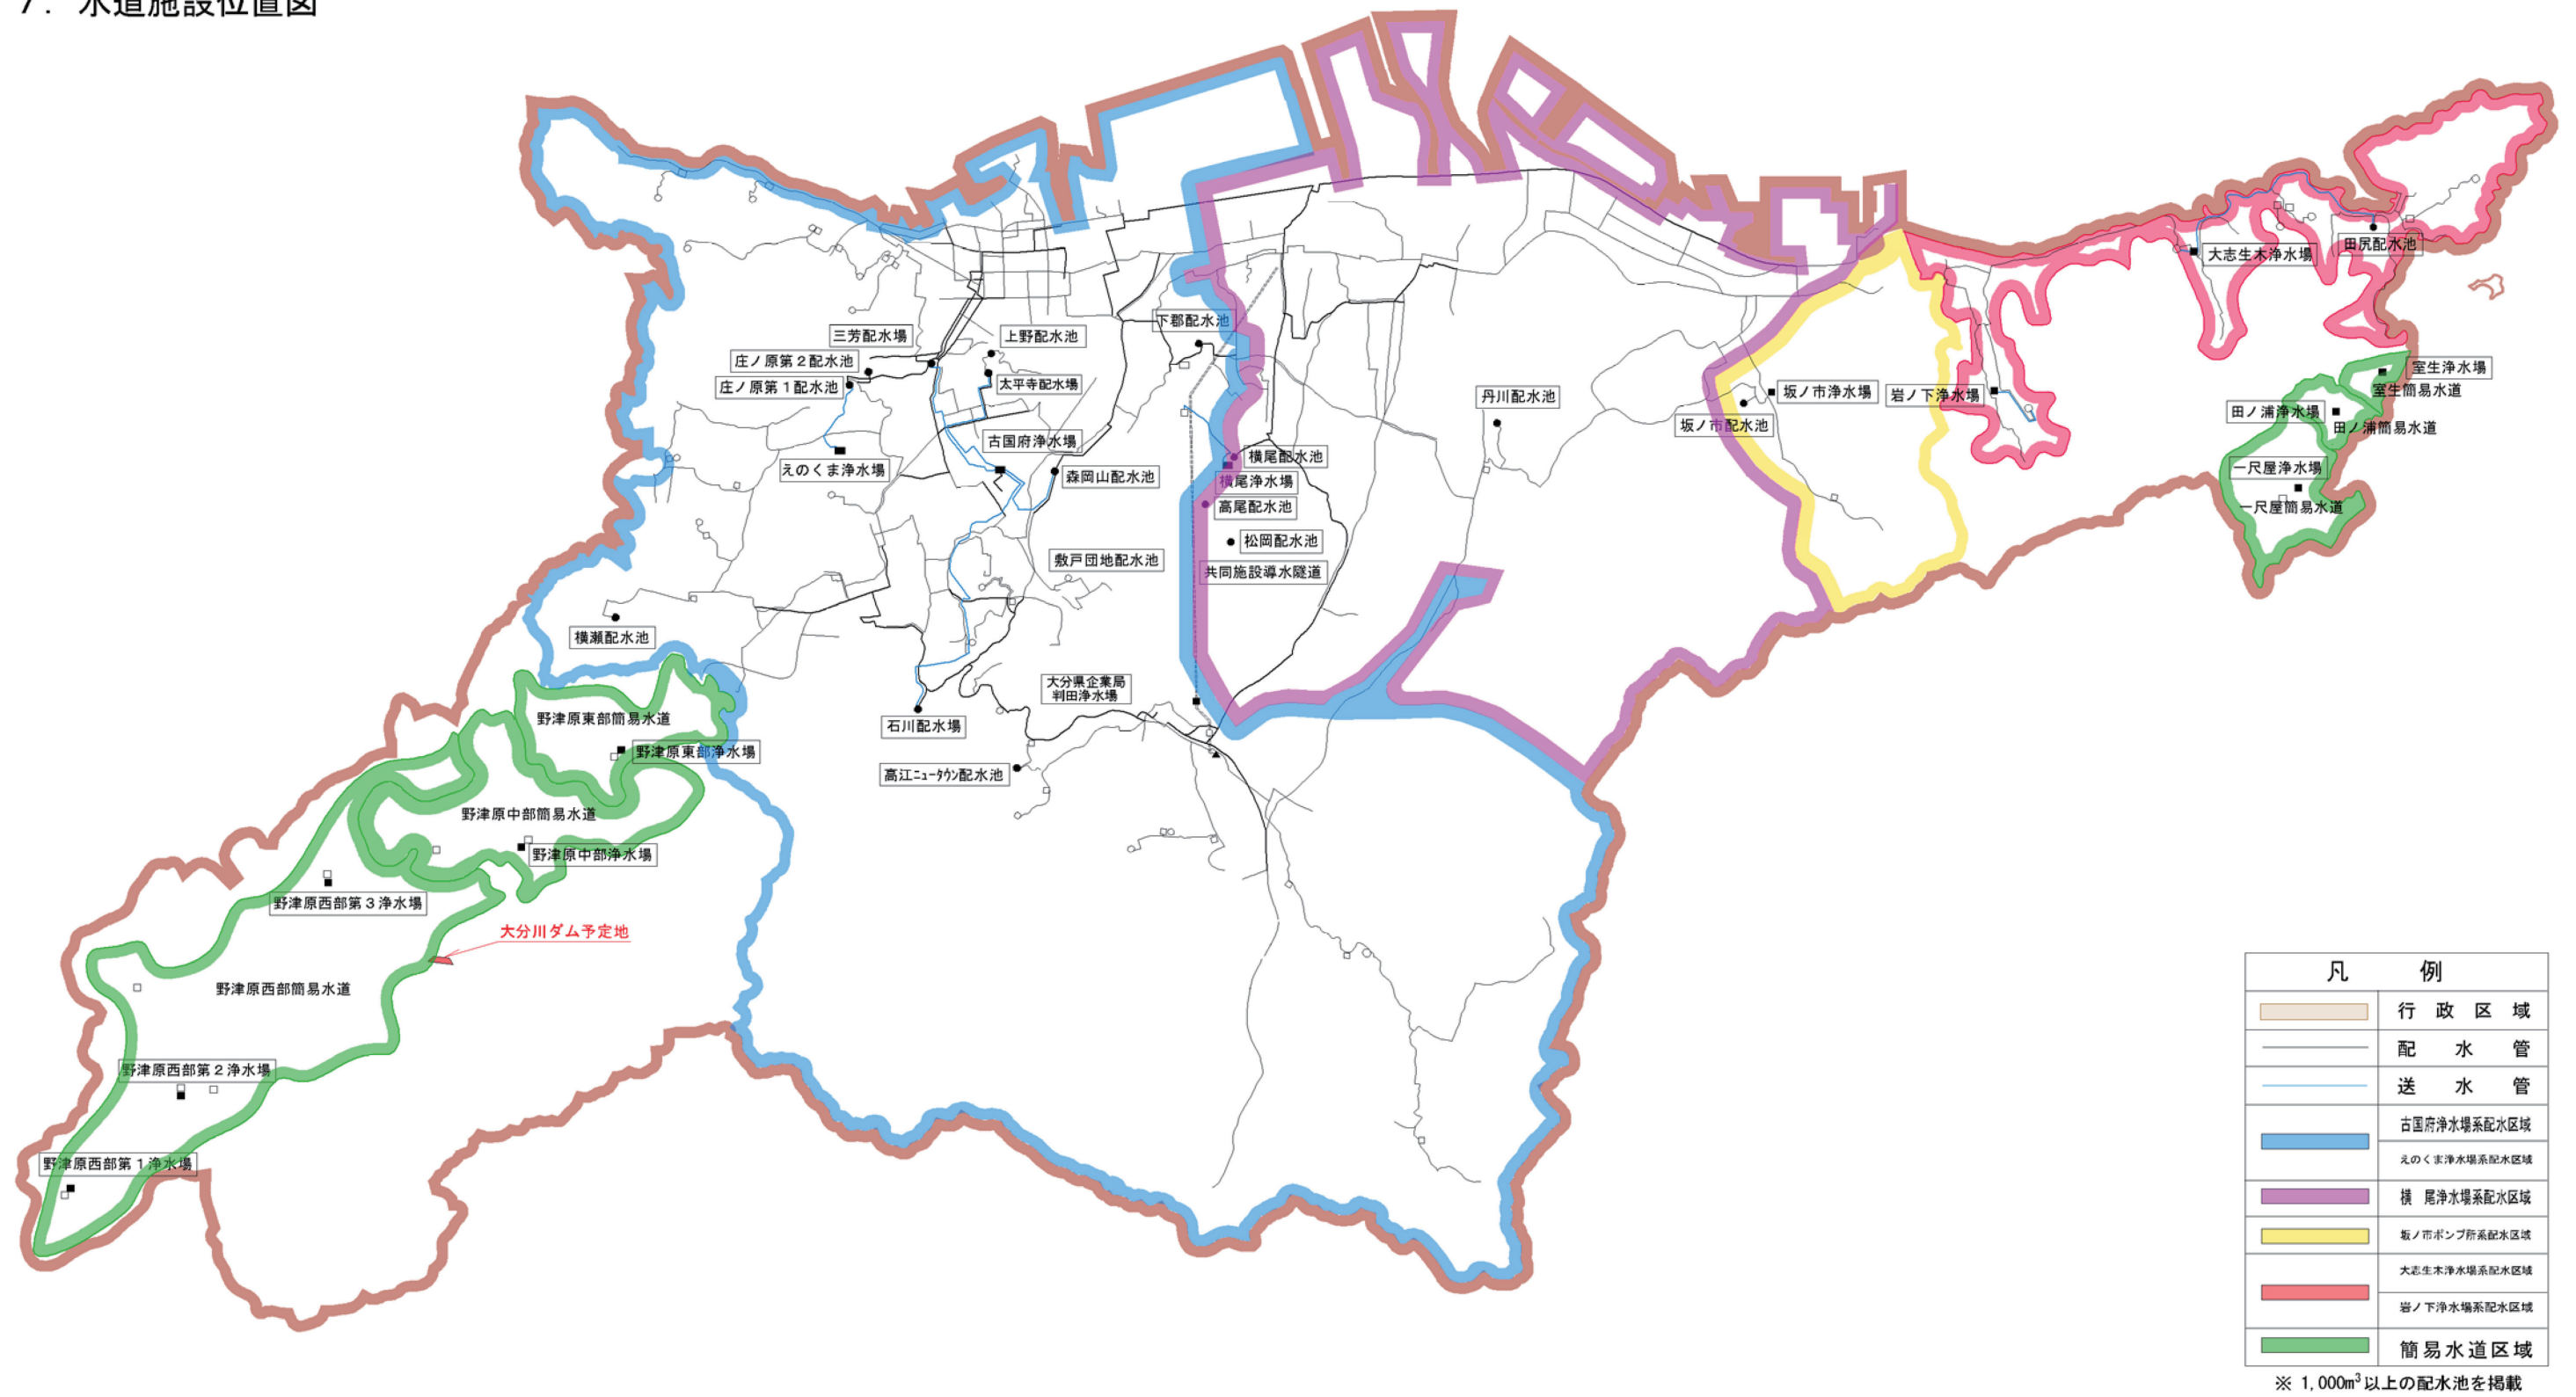 7. 水道施設位置図
田尻配水池
大志生木浄水場
下郡配水池
三芳配水場
上野配水池
庄ノ原第2配水池
庄ノ原第1配水池
太平寺配水場
室生浄水場
室生簡易水道
坂ノ市浄水場
岩ノ下浄水場
丹川配水池
田ノ浦浄水場
田ノ浦簡易水道
坂ノ市配水池
古国府浄水場
えのくま浄水場
森岡山配水池
横尾配水池
横尾浄水場
一尺屋浄水場
一尺屋簡易水道
高尾配水池
松岡配水池
敷戸団地配水池
共同施設導水隧道
横瀬配水池
大分県企業局
判田浄水場
石川配水場
野津原東部簡易水道
野津原東部浄水場
高江ニュータウン配水池
野津原中部簡易水道
野津原中部浄水場
野津原西部第3浄水場
大分川ダム予定地
野津原西部簡易水道
野津原西部第2浄水場
野津原西部第1浄水場
凡 例
行政区域
配水管
送水管
古国府浄水場系配水区域
えのくま浄水場系配水区域
横 尾浄水場系配水区域
坂ノ市ポンプ所系配水区域
大志生木浄水場系配水区域
岩ノ下浄水場系配水区域
簡易水道区域
※ 1,000m³以上の配水池を掲載